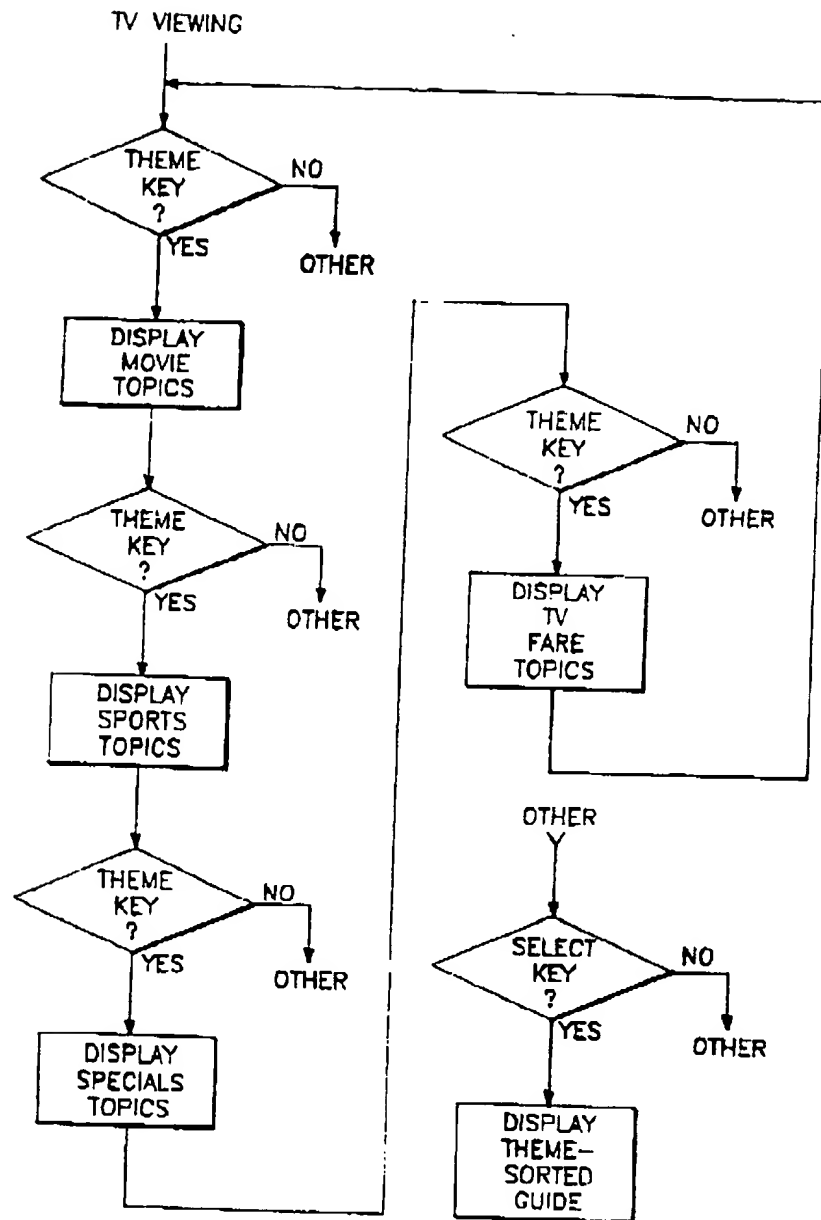 TV VIEWING
THEME
KEY
?
NO
YES
OTHER
DISPLAY
MOVIE
TOPICS
THEME
KEY
?
NO
YES
OTHER
DISPLAY
SPORTS
TOPICS
THEME
KEY
?
NO
YES
OTHER
DISPLAY
SPECIALS
TOPICS
THEME
KEY
?
NO
YES
OTHER
DISPLAY
TV
FARE
TOPICS
OTHER
SELECT
KEY
?
NO
YES
OTHER
DISPLAY
THEME-
SORTED
GUIDE